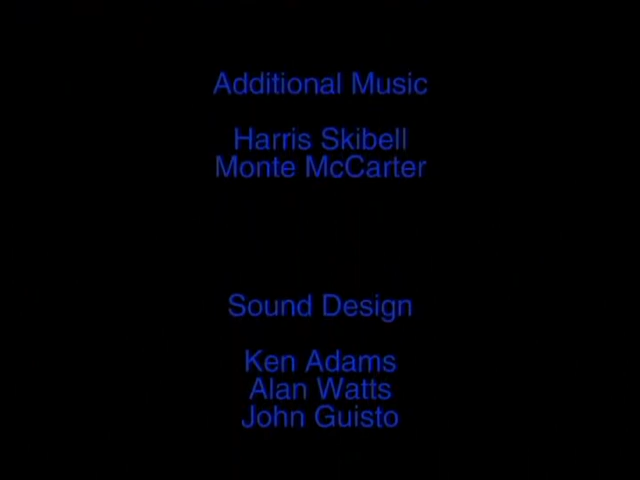 Additional Music
Harris Skibell
Monte McCarter
Sound Design
Ken Adams
Alan Watts
John Guisto